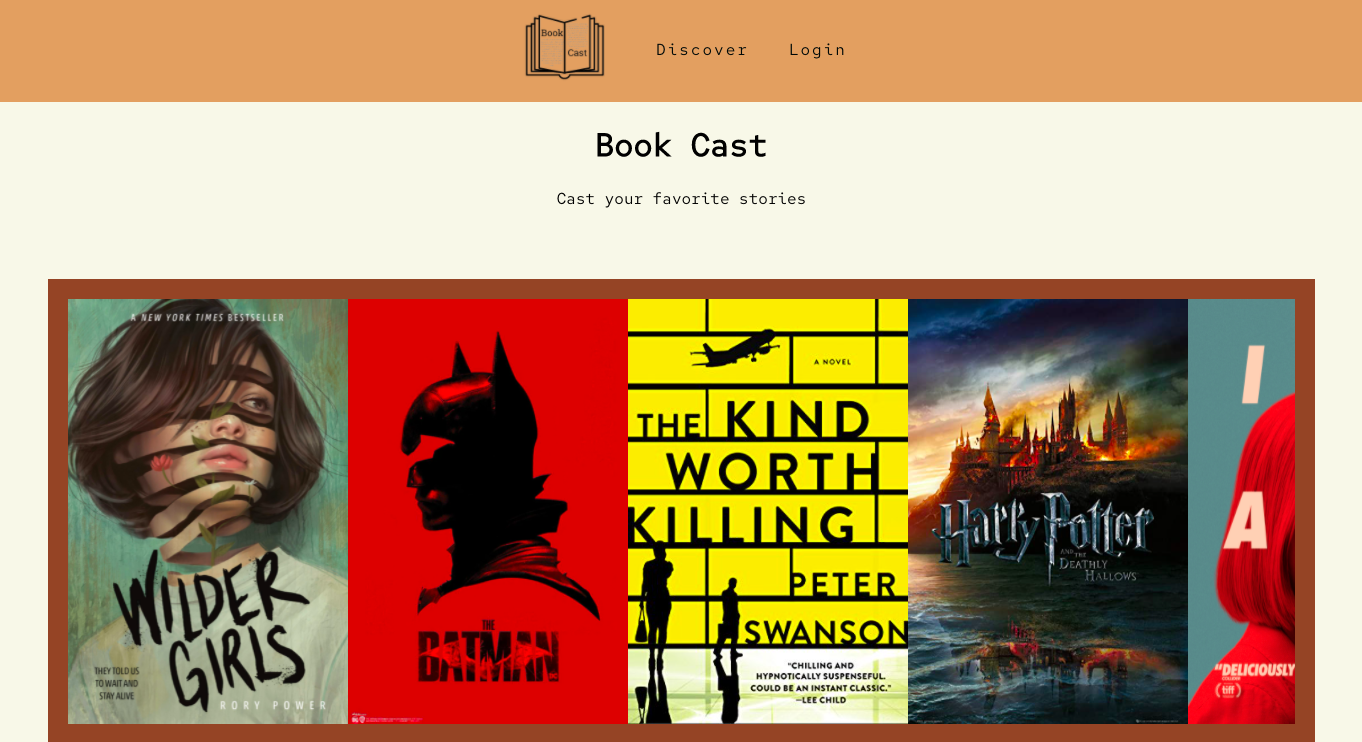 Book
Cast
Discover
Login
Book Cast
Cast your favorite stories
A NEW YORK TIMES BESTSELLER
WILDER
GIRLS
THEY TOLD US
TO WAIT AND
STAY ALIVE
RORY POWER
THE
BATMAN
A NOVEL
THE KIND
WORTH
KILLING
PETER
SWANSON
"CHILLING AND
HYPNOTICALLY SUSPENSEFUL.
COULD BE AN INSTANT CLASSIC."
—LEE CHILD
Harry Potter
AND THE
DEATHLY
HALLOWS
I
A
"DELICIOUSLY
tiff